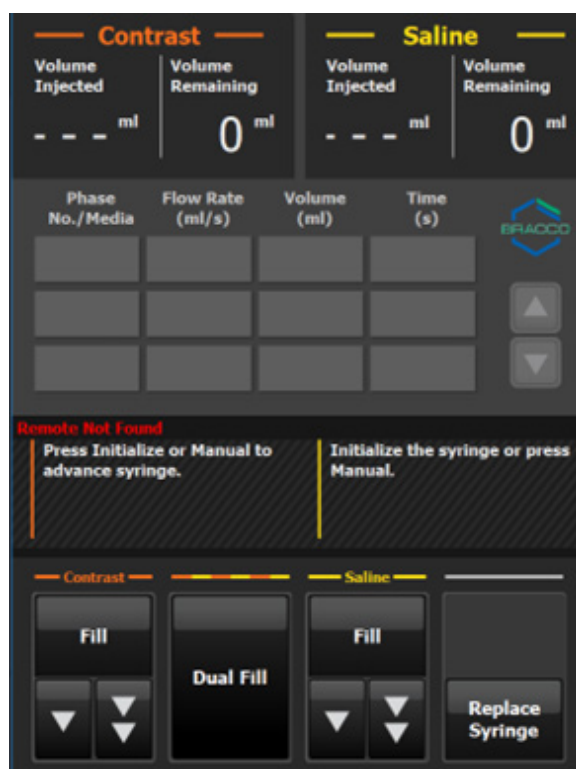 Contrast
Saline
Volume Injected
Volume Remaining
Volume Injected
Volume Remaining
- - - ml
0 ml
- - - ml
0 ml
Phase No./Media
Flow Rate (ml/s)
Volume (ml)
Time (s)
BRACCO
Remote Not Found
Press Initialize or Manual to
advance syringe.
Initialize the syringe or press
Manual.
Contrast
Saline
Fill
Dual Fill
Fill
Replace
Syringe